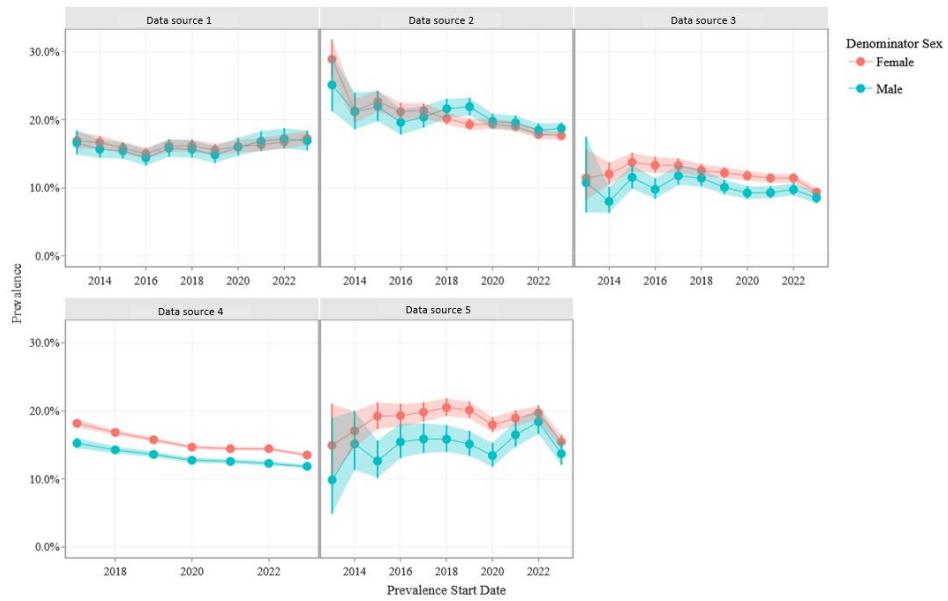 Data source 1
Data source 2
Data source 3
Denominator Sex
Female
Male
30.0%
20.0%
10.0%
0.0%
2014 2016 2018 2020 2022
2014 2016 2018 2020 2022
2014 2016 2018 2020 2022
Prevalence
Data source 4
Data source 5
30.0%
20.0%
10.0%
0.0%
2018 2020 2022
2014 2016 2018 2020 2022
Prevalence Start Date